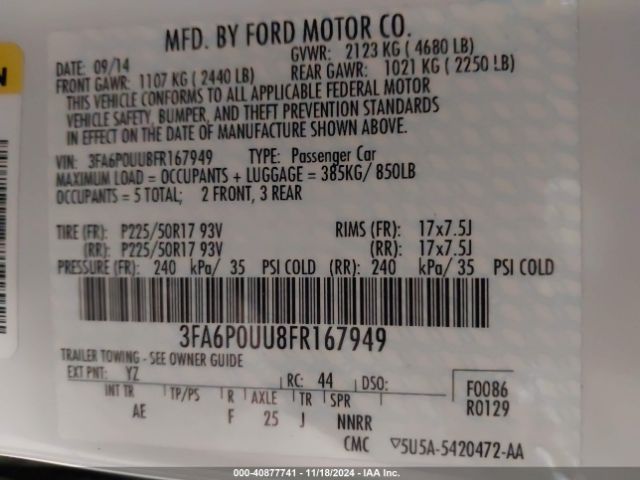 MFD. BY FORD MOTOR CO.
DATE: 09/14
GVWR: 2123 KG ( 4680 LB)
FRONT GAWR: 1107 KG ( 2440 LB)
REAR GAWR: 1021 KG ( 2250 LB)
THIS VEHICLE CONFORMS TO ALL APPLICABLE FEDERAL MOTOR
VEHICLE SAFETY, BUMPER, AND THEFT PREVENTION STANDARDS
IN EFFECT ON THE DATE OF MANUFACTURE SHOWN ABOVE.
VIN: 3FA6P0UU8FR167949 TYPE: Passenger Car
MAXIMUM LOAD = OCCUPANTS + LUGGAGE = 385KG/ 850LB
OCCUPANTS = 5 TOTAL; 2 FRONT, 3 REAR
TIRE (FR): P225/50R17 93V RIMS (FR): 17x7.5J
(RR): P225/50R17 93V (RR): 17x7.5J
PRESSURE (FR): 240 kPa/ 35 PSI COLD (RR): 240 kPa/ 35 PSI COLD
3FA6P0UU8FR167949
TRAILER TOWING - SEE OWNER GUIDE
EXT PNT: YZ RC: 44 DSO: F0086
INT TR TP/PS R AXLE TR SPR R0129
AE F 25 J NNRR
CMC ▽5U5A-5420472-AA
N
000-40877741 - 11/18/2024 - IAA Inc.